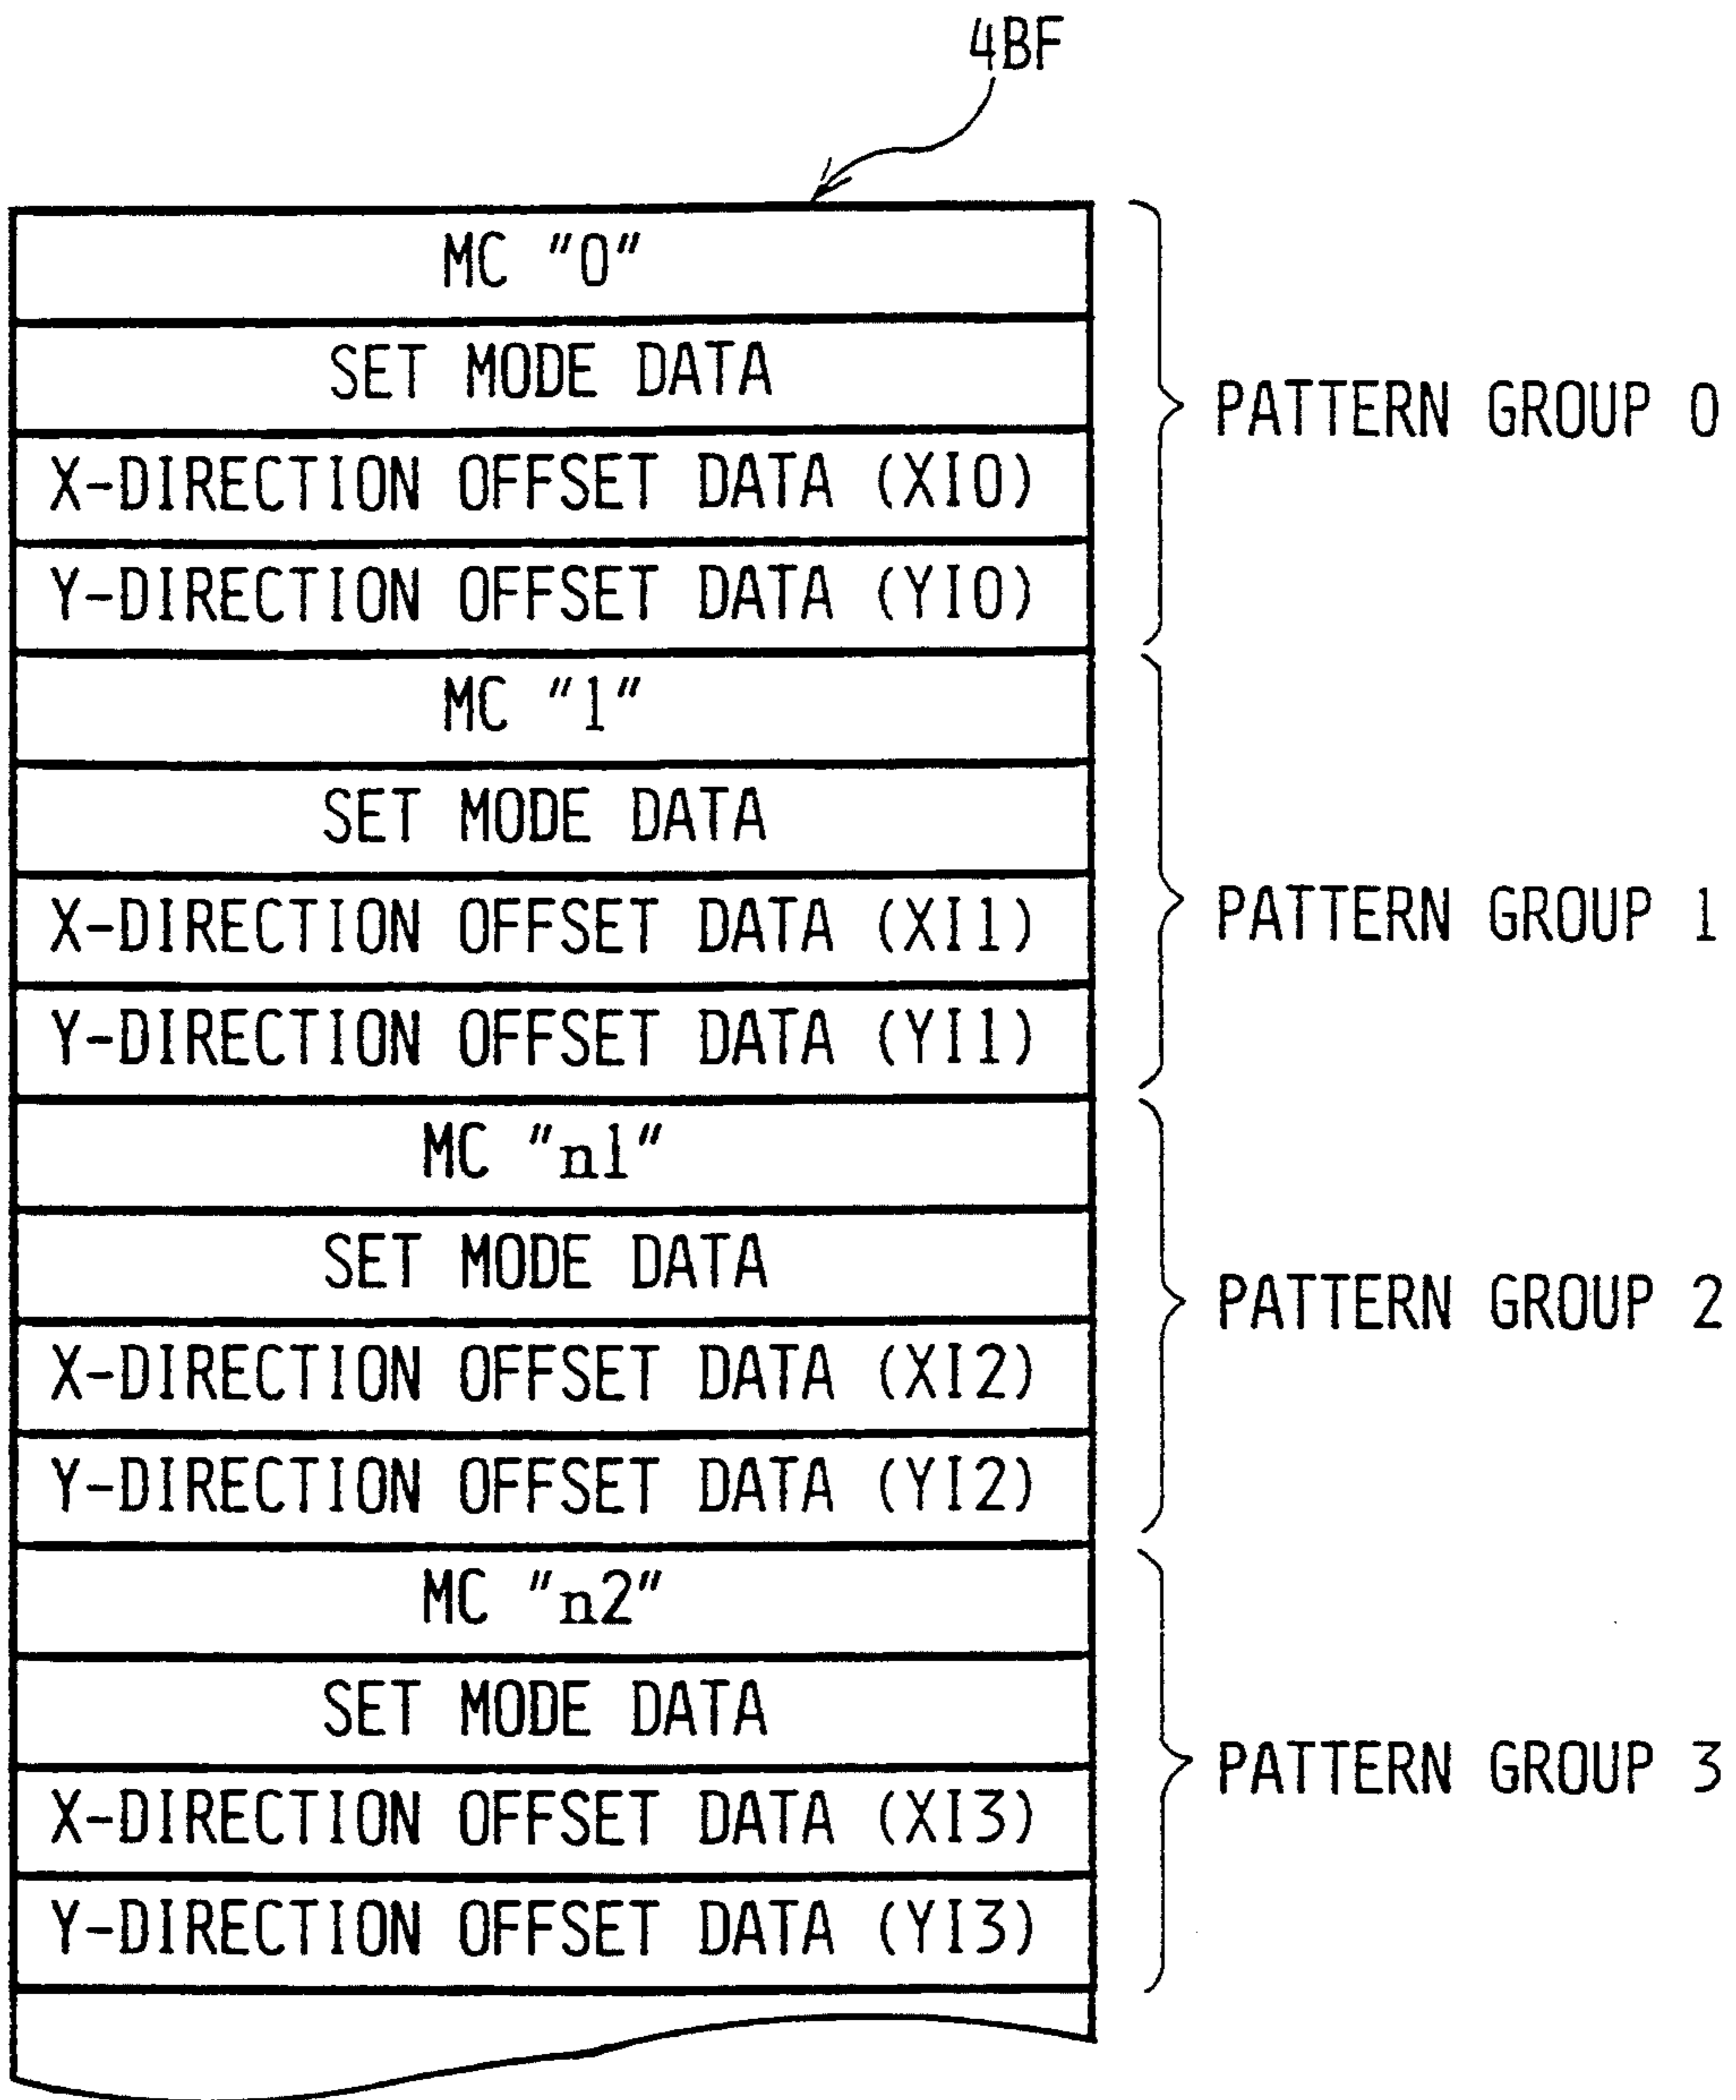 4BF
MC "0"
SET MODE DATA
X-DIRECTION OFFSET DATA (XI0)
Y-DIRECTION OFFSET DATA (YI0)
PATTERN GROUP 0
MC "1"
SET MODE DATA
X-DIRECTION OFFSET DATA (XI1)
Y-DIRECTION OFFSET DATA (YI1)
PATTERN GROUP 1
MC "n1"
SET MODE DATA
X-DIRECTION OFFSET DATA (XI2)
Y-DIRECTION OFFSET DATA (YI2)
PATTERN GROUP 2
MC "n2"
SET MODE DATA
X-DIRECTION OFFSET DATA (XI3)
Y-DIRECTION OFFSET DATA (YI3)
PATTERN GROUP 3